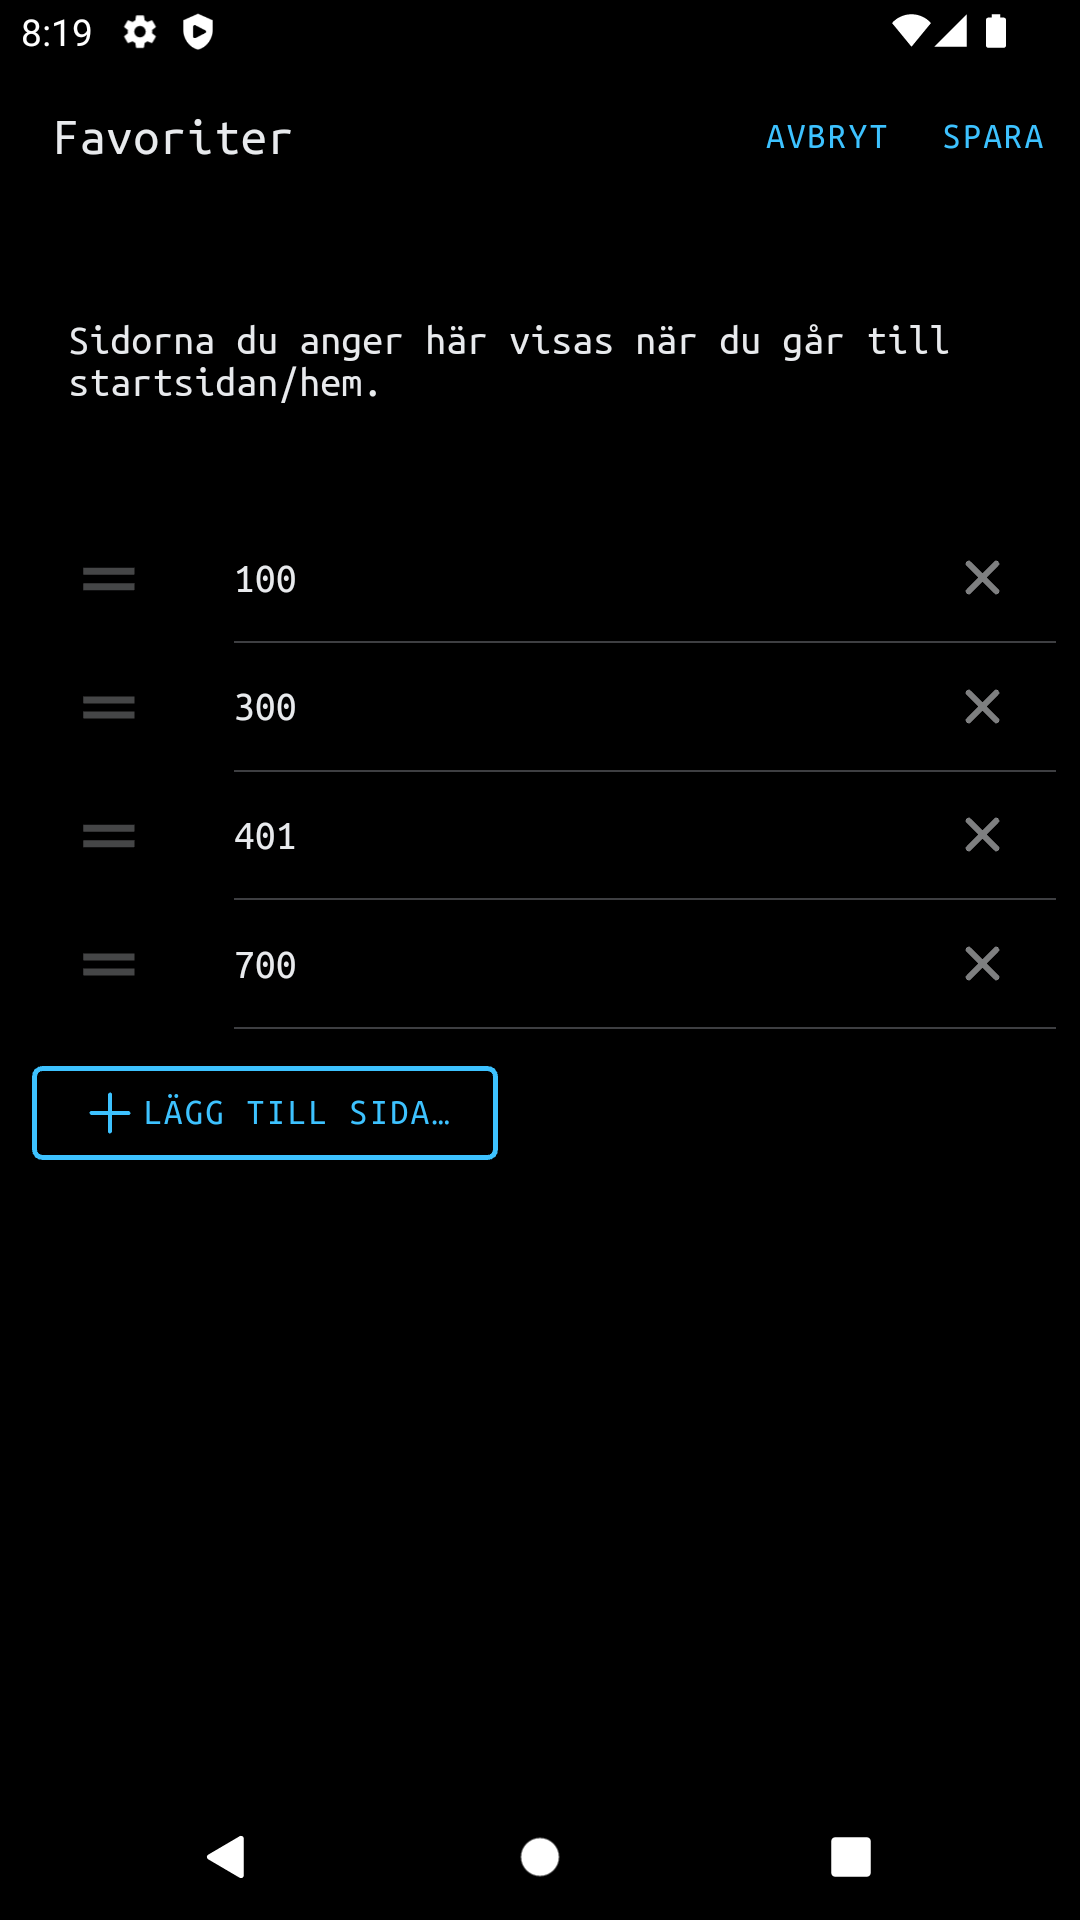 8:19
Favoriter
AVBRYT
SPARA
Sidorna du anger här visas när du går till
startsidan/hem.
100
300
401
700
LÄGG TILL SIDA…